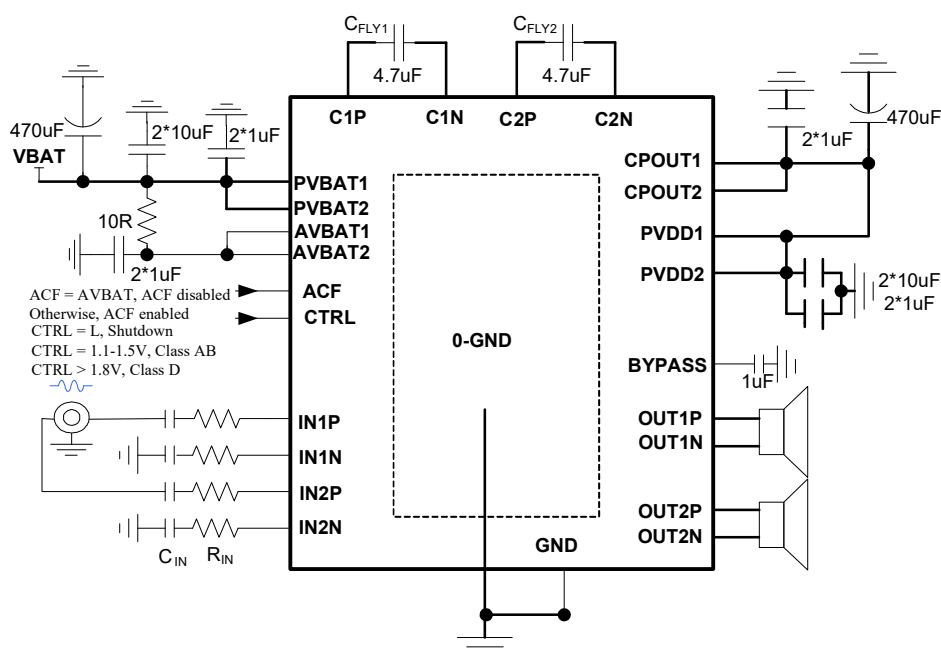 CFLY1
4.7uF
CFLY2
4.7uF
C1P
C1N
C2P
C2N
470uF
VBAT
2*10uF
2*1uF
2*1uF
470uF
PVBAT1
PVBAT2
AVBAT1
AVBAT2
10R
2*1uF
CPOUT1
CPOUT2
PVDD1
PVDD2
2*10uF
2*1uF
ACF = AVBAT, ACF disabled
Otherwise, ACF enabled
CTRL = L, Shutdown
CTRL = 1.1-1.5V, Class AB
CTRL > 1.8V, Class D
ACF
CTRL
0-GND
BYPASS
1uF
IN1P
IN1N
IN2P
IN2N
CIN
RIN
OUT1P
OUT1N
OUT2P
OUT2N
GND